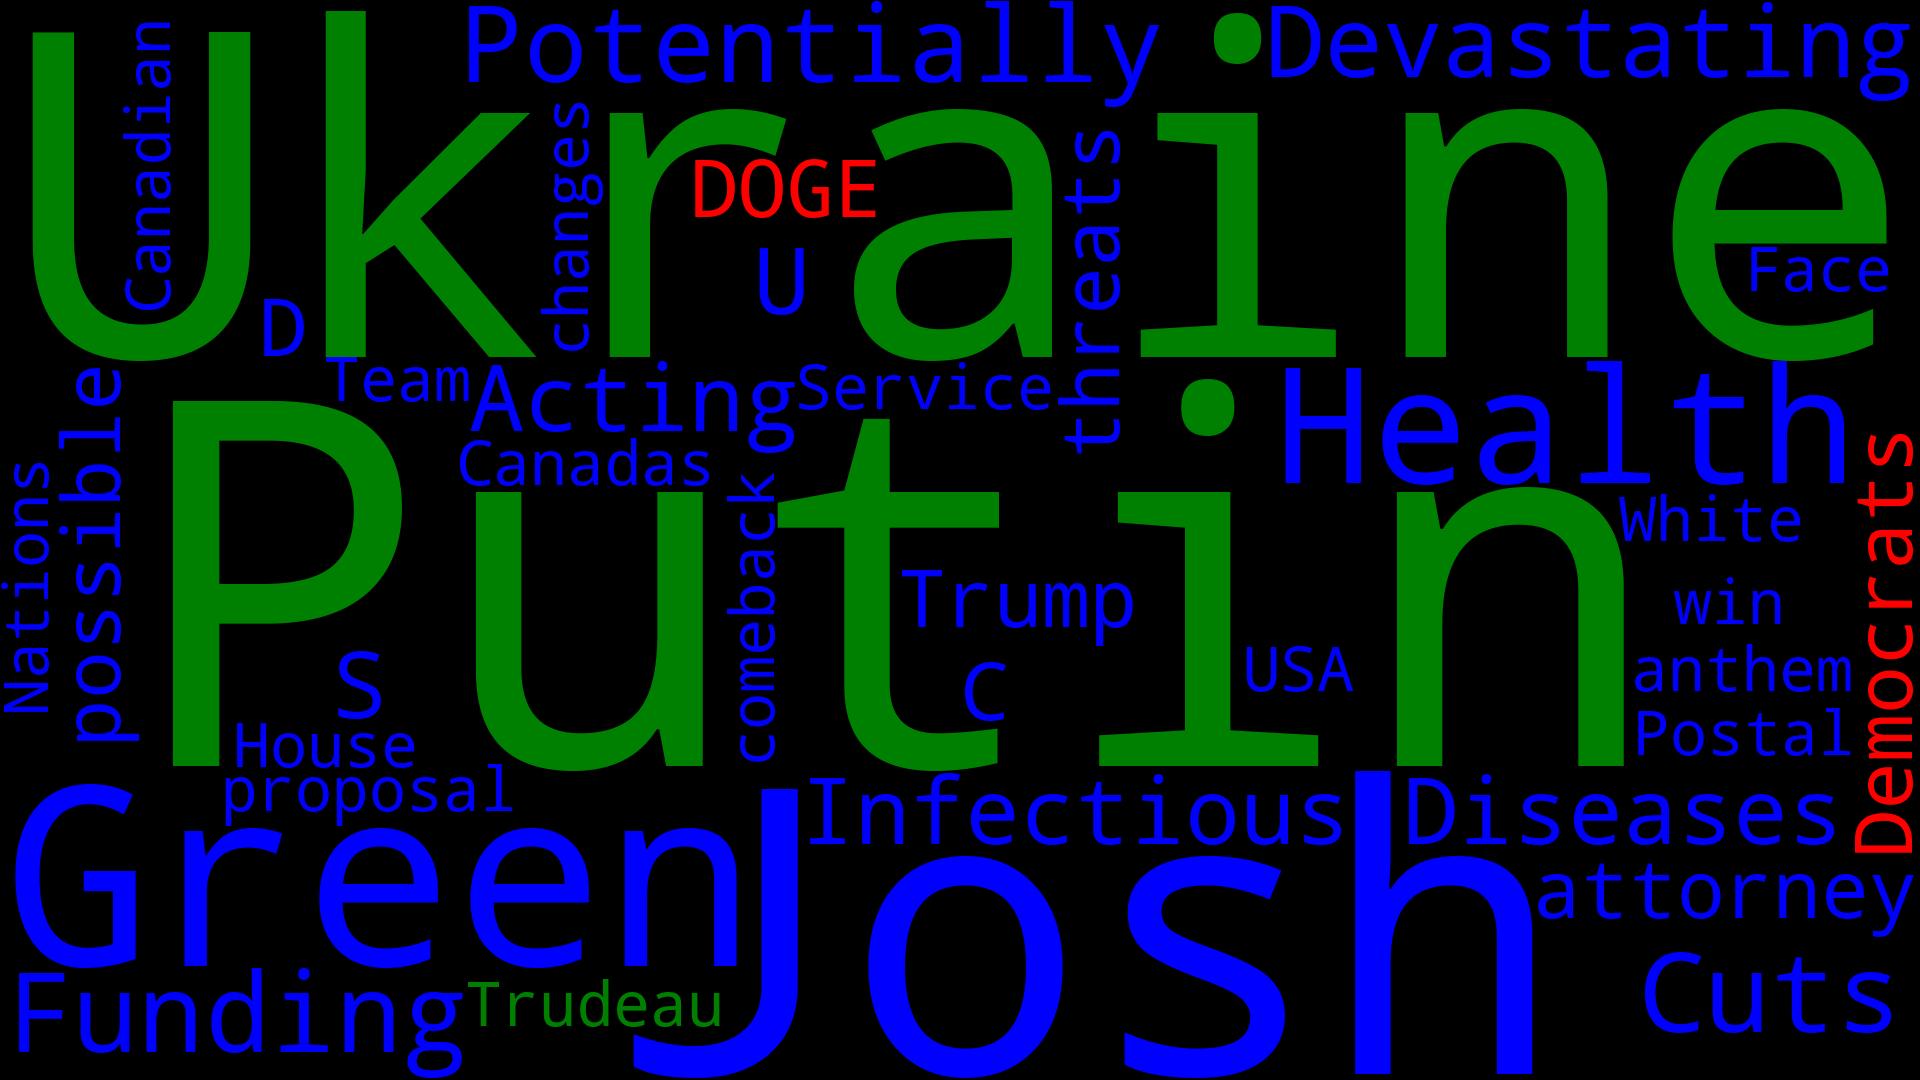 Potentially
Devastating
Ukraine
Canadian
changes
DOGE
threats
U
Face
D
Team
Acting
Service
Health
Canadas
possible
Nations
Putin
comeback
White
Democrats
Trump
win
S
C
USA
anthem
House
Postal
proposal
Green
Josh
Infectious
Diseases
attorney
Funding
Trudeau
Cuts